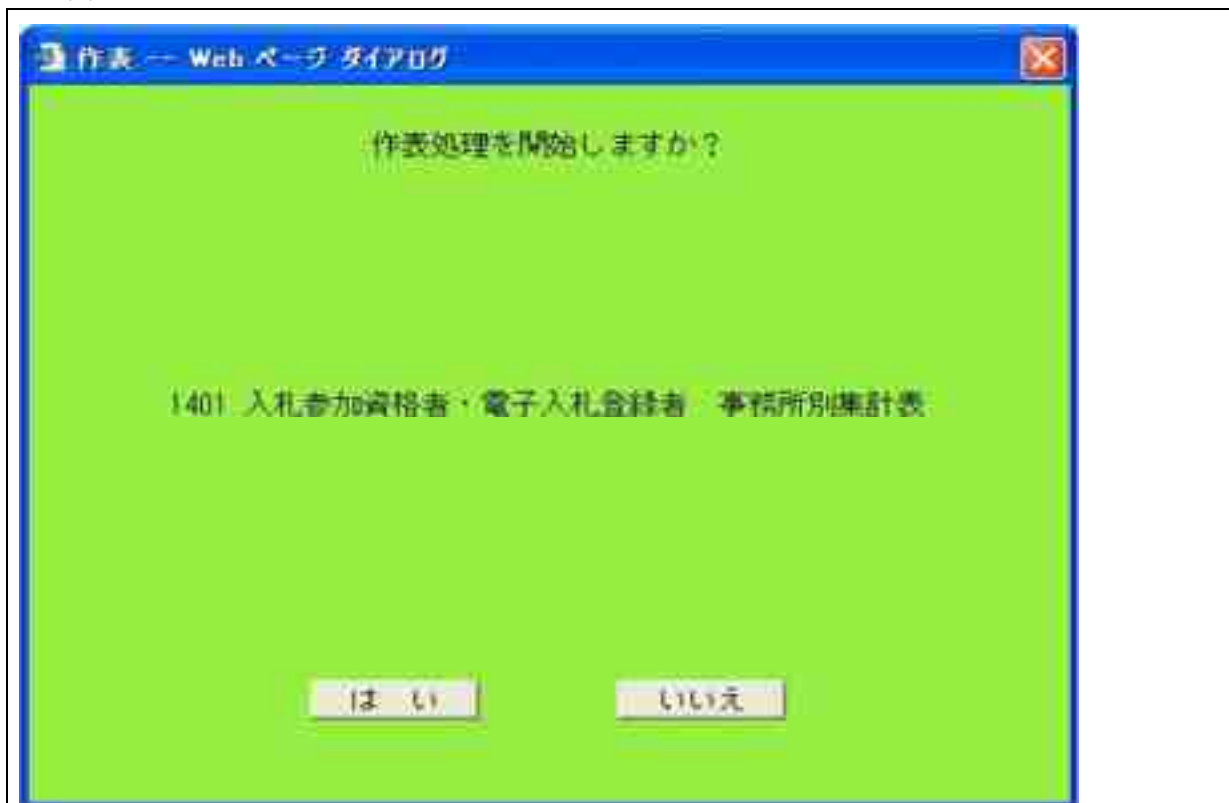 作表 -- Web ページ ダイアログ
作表処理を開始しますか？
1401 入札参加資格者・電子入札登録者　事務所別集計表
は　い
いいえ